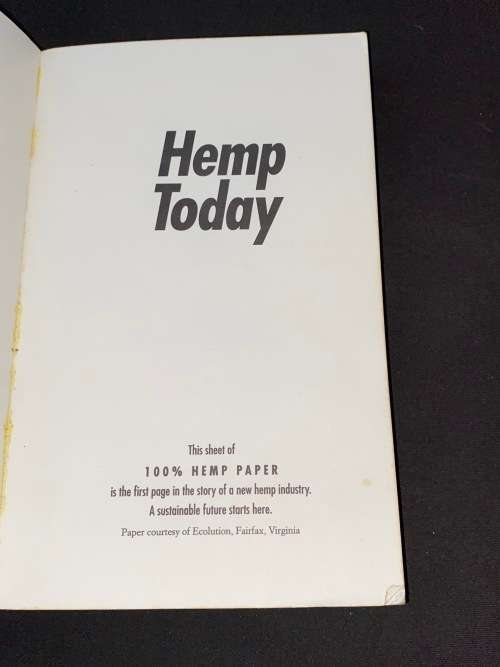 Hemp
Today
This sheet of
100% HEMP PAPER
is the first page in the story of a new hemp industry.
A sustainable future starts here.
Paper courtesy of Ecolution, Fairfax, Virginia